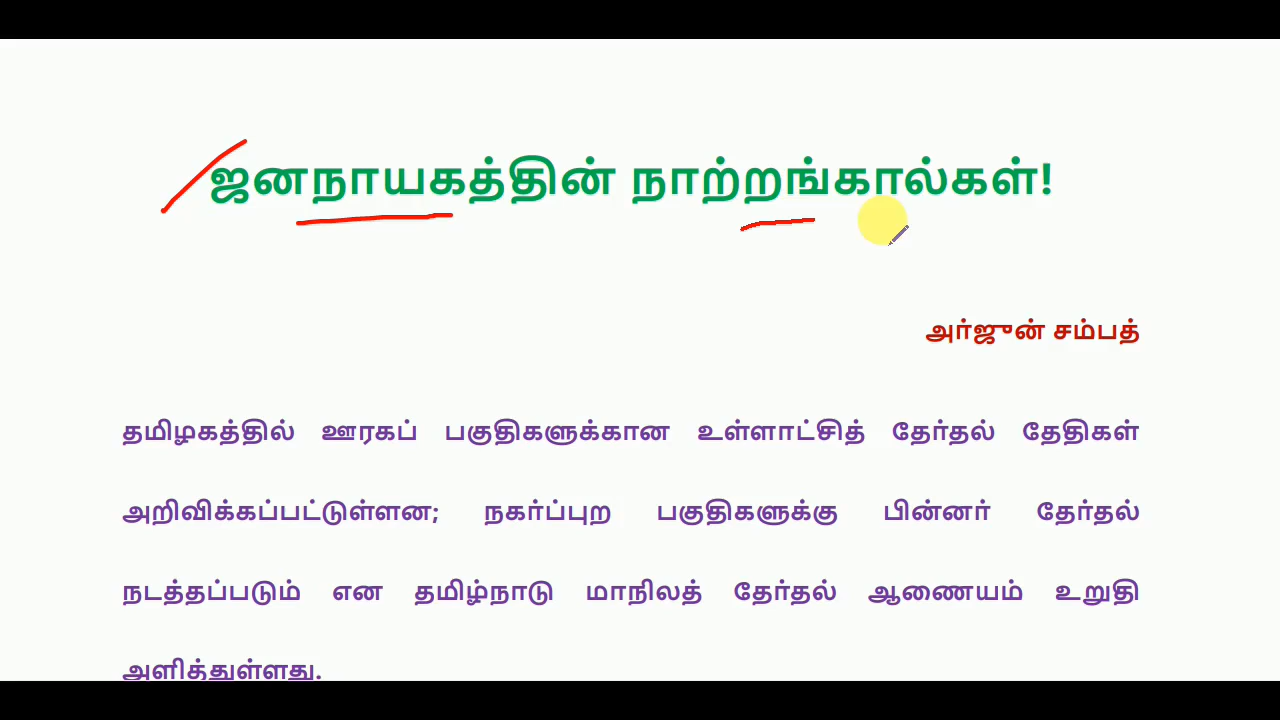 ஜனநாயகத்தின் நாற்றங்கால்கள்!
அர்ஜுன் சம்பத்
தமிழகத்தில் ஊரகப் பகுதிகளுக்கான உள்ளாட்சித் தேர்தல் தேதிகள்
அறிவிக்கப்பட்டுள்ளன; நகர்ப்புற பகுதிகளுக்கு பின்னர் தேர்தல்
நடத்தப்படும் என தமிழ்நாடு மாநிலத் தேர்தல் ஆணையம் உறுதி
அளித்துள்ளது.